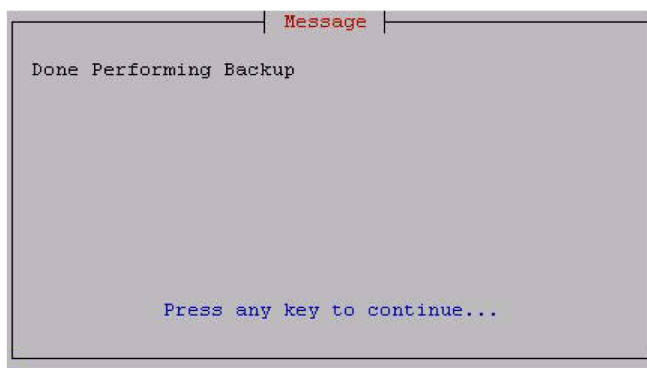 Message
Done Performing Backup
Press any key to continue...